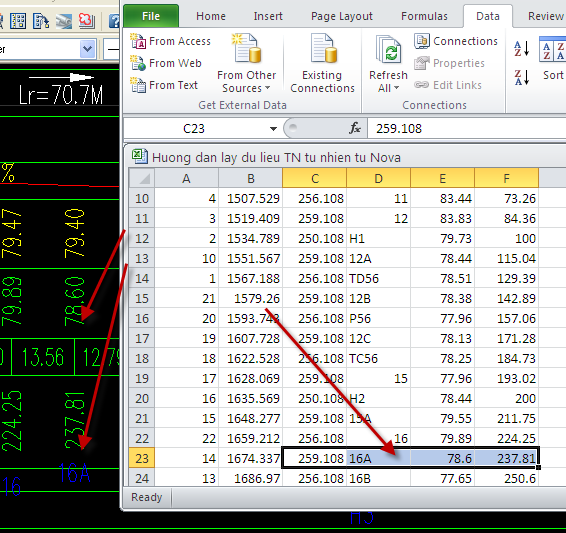 File Home Insert Page Layout Formulas Data Review
From Access
From Web
From Text
From Other
Sources
Existing
Connections
Get External Data
Refresh
All
Connections
Properties
Edit Links
Connections
A
Z
Z
A
A Z
Z A
Sort
C23 fx 259.108
Huong dan lay du lieu TN tu nhien tu Nova
A B C D E F
10 4 1507.529 256.108 11 83.44 73.26
11 3 1519.409 259.108 12 83.83 84.36
12 2 1534.789 250.108 H1 79.73 100
13 10 1551.567 259.108 12A 78.44 115.04
14 1 1567.188 256.108 TD56 78.51 129.39
15 21 1579.26 259.108 12B 78.38 142.89
16 20 1593.743 256.108 P56 77.96 157.06
17 19 1607.728 259.108 12C 78.13 171.28
18 16 1622.528 256.108 TC56 78.25 184.73
19 17 1628.069 259.108 15 77.96 193.02
20 16 1635.569 250.108 H2 78.44 200
21 15 1648.277 259.108 15A 79.55 211.75
22 22 1659.212 256.108 16 79.89 224.25
23 14 1674.337 259.108 16A 78.6 237.81
24 13 1686.97 256.108 16B 77.65 250.6
Ready
Lr=70.7M
%
79.47 79.40
79.89 78.60
13.56 12.79
224.25 237.81
16 16A
H3